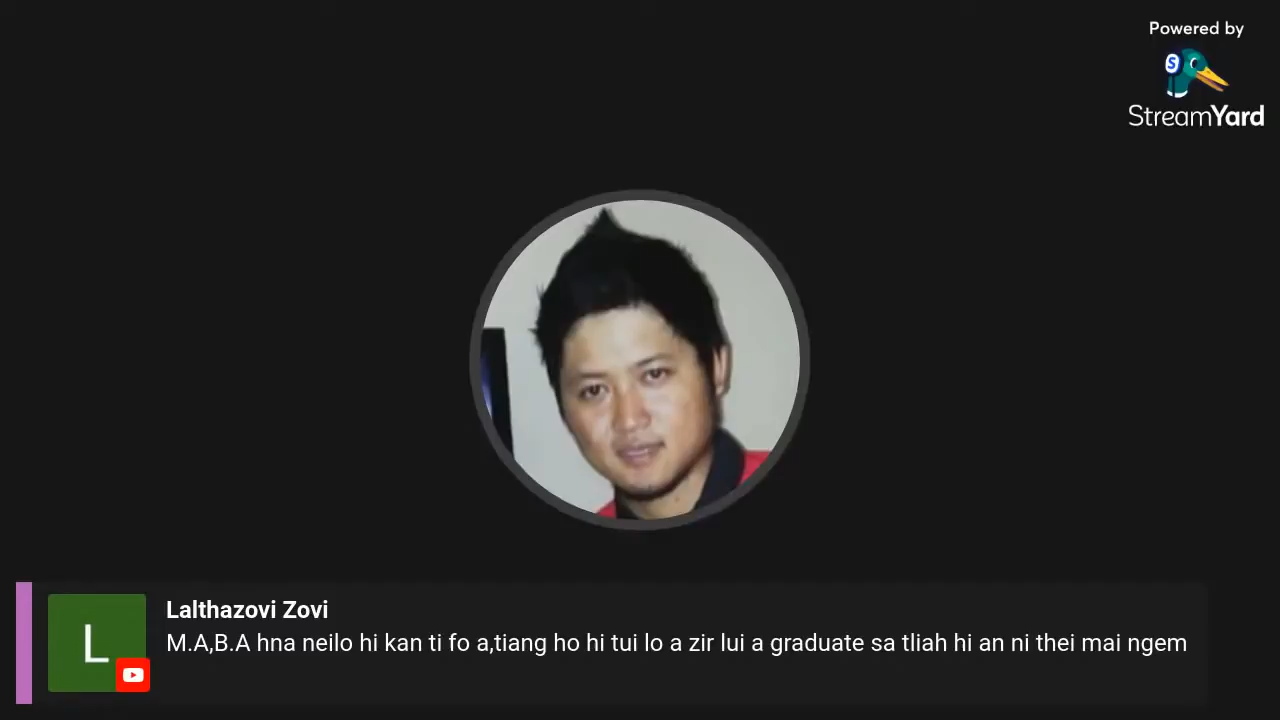 Powered by
S
StreamYard
Lalthazovi Zovi
L
M.A,B.A hna neilo hi kan ti fo a,tiang ho hi tui lo a zir lui a graduate sa tliah hi an ni thei mai ngem